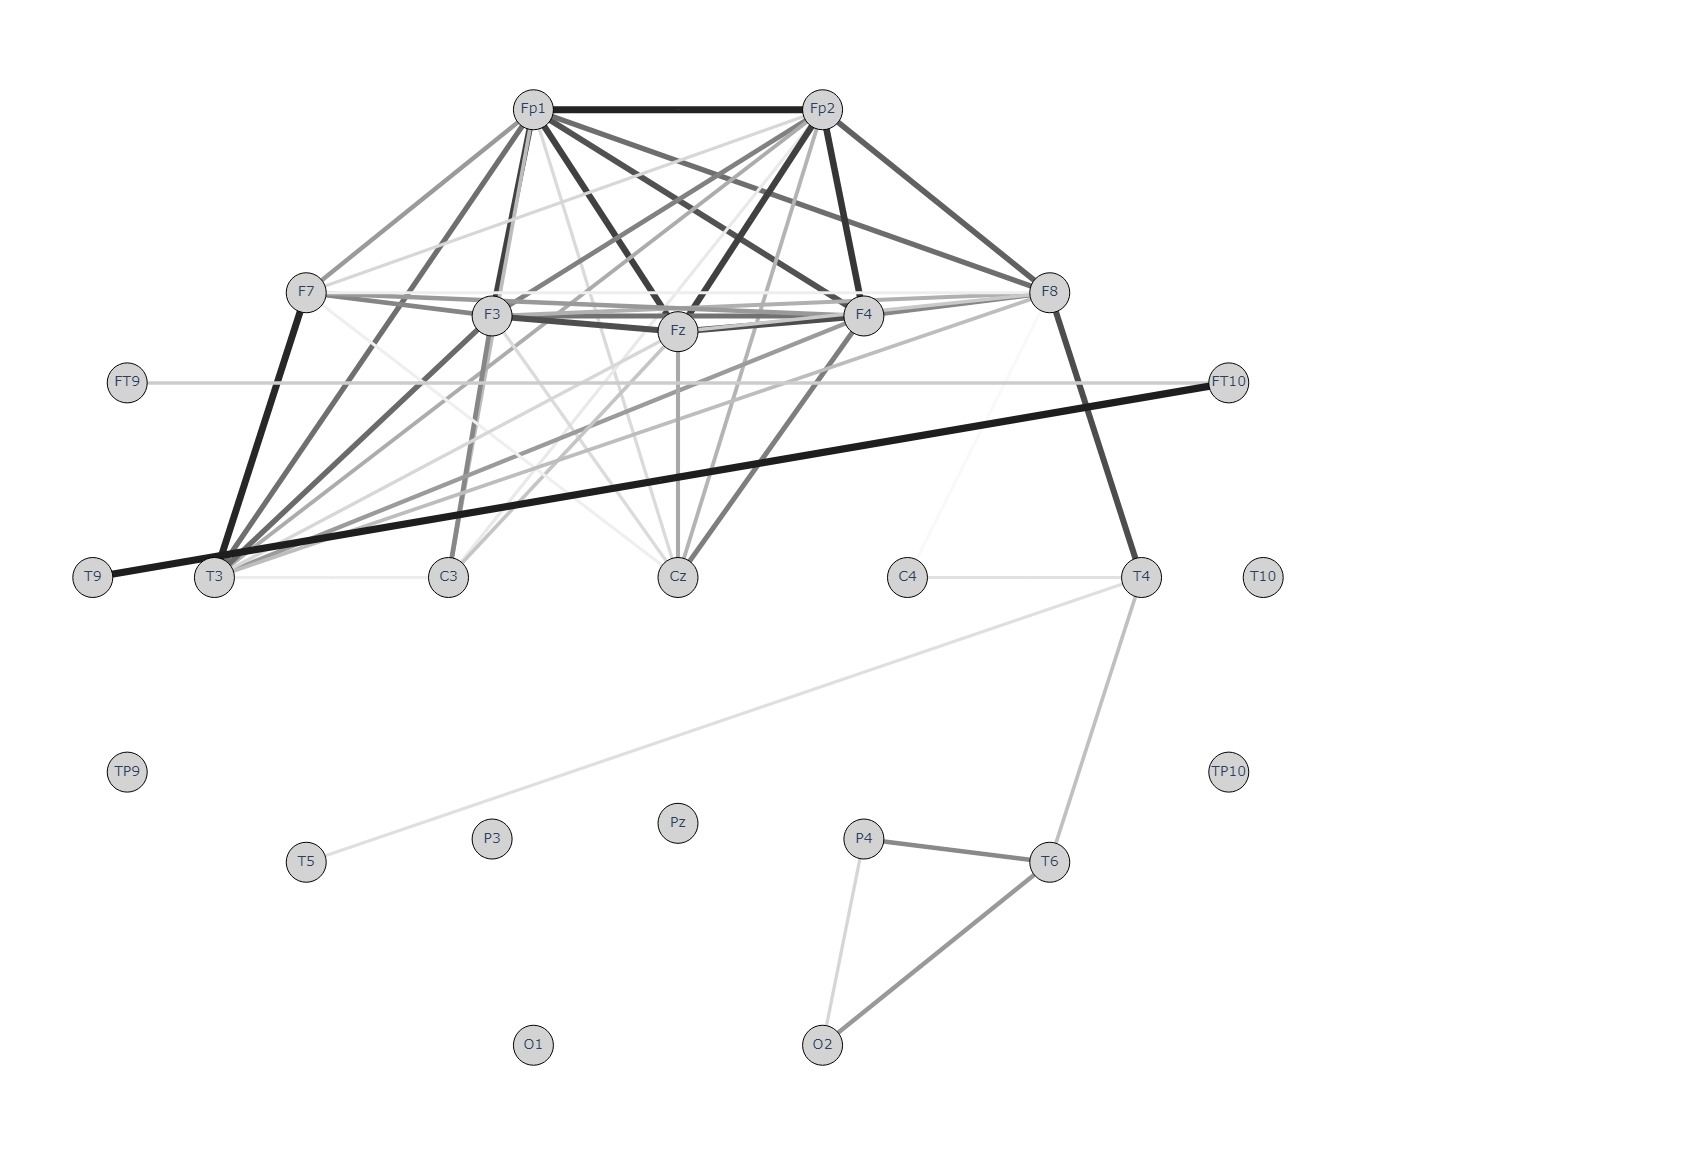 Fp1 Fp2
F7 F3 Fz F4 F8
FT9 FT10
T9 T3 C3 Cz C4 T4 T10
TP9 TP10
T5 P3 Pz P4 T6
O1 O2